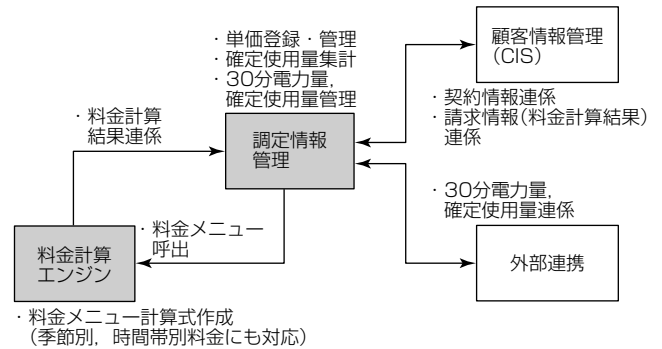 ・単価登録・管理
・確定使用量集計
・30分電力量,
確定使用量管理
顧客情報管理
(CIS)
・契約情報連係
・請求情報(料金計算結果)
連係
・料金計算
結果連係
調定情報
管理
・30分電力量,
確定使用量連係
・料金メニュー
呼出
料金計算
エンジン
外部連携
・料金メニュー計算式作成
(季節別，時間帯別料金にも対応)